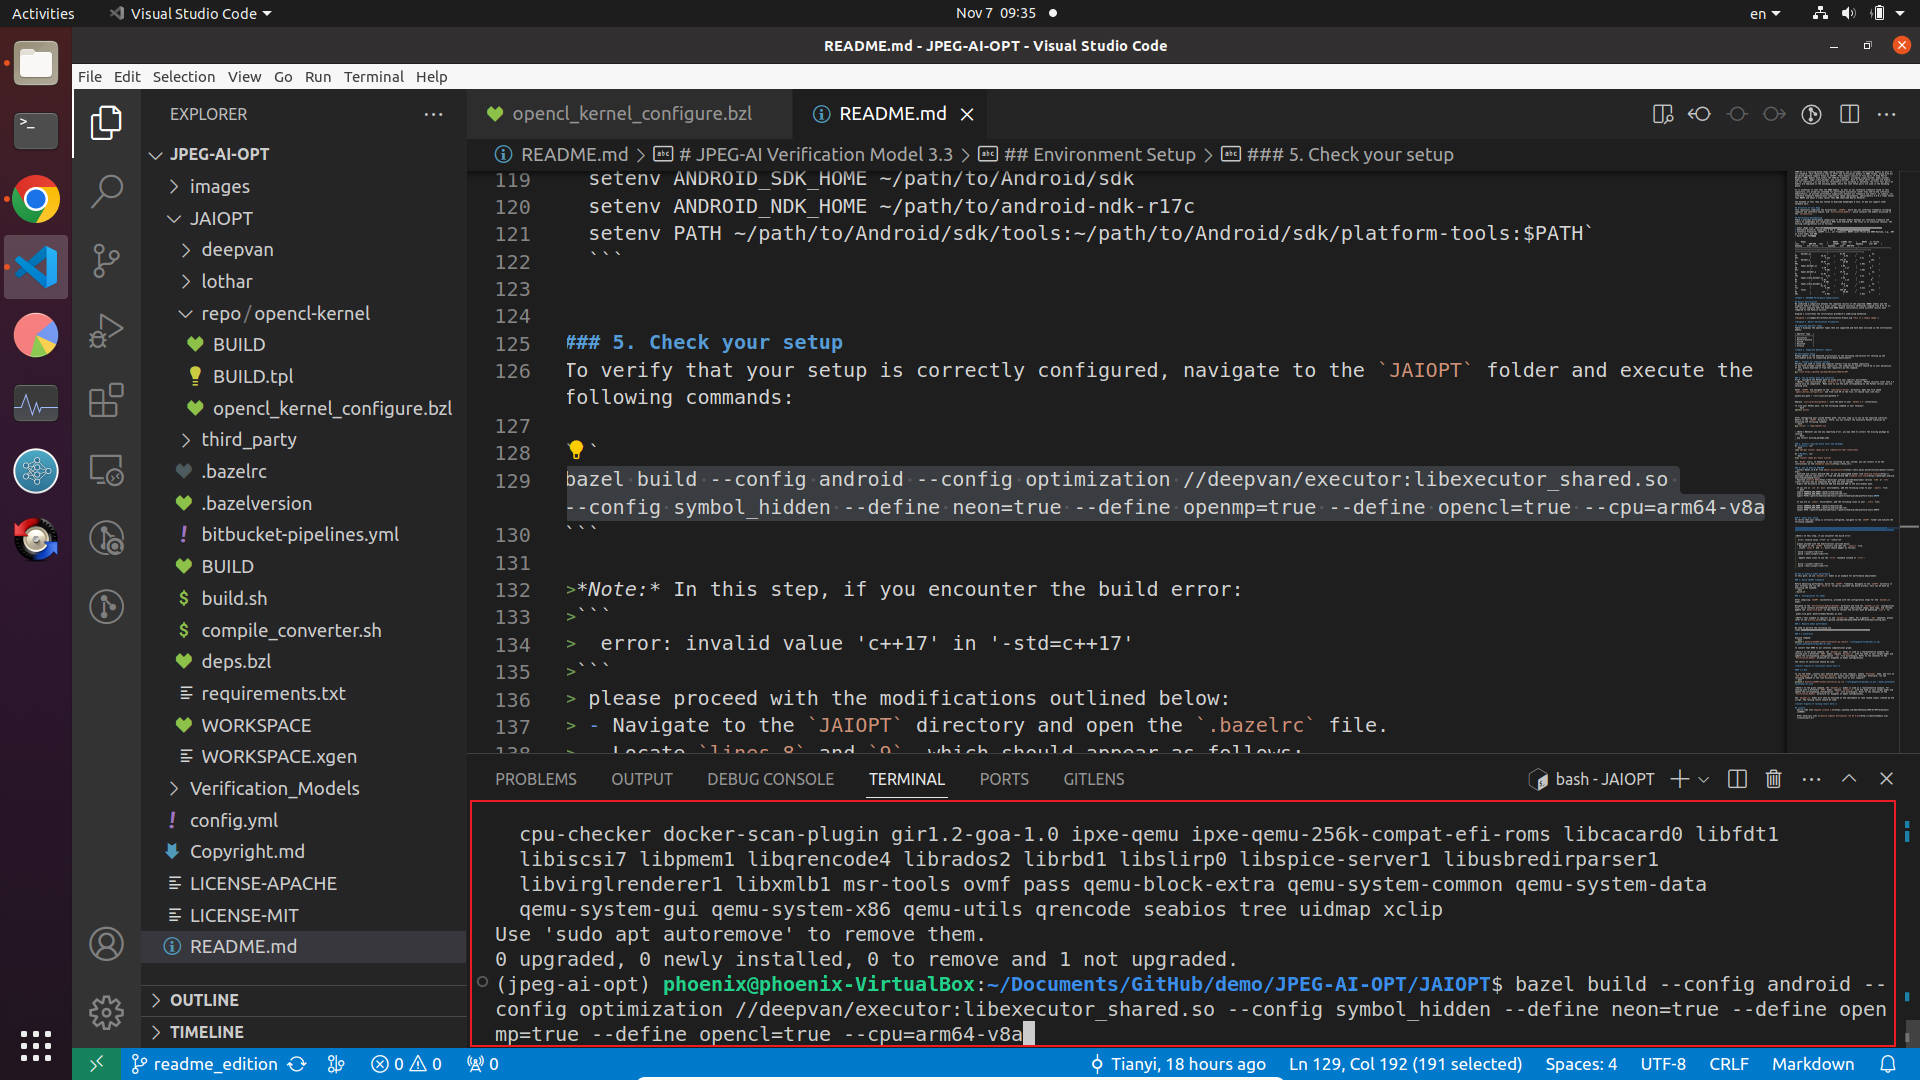 Activities
Visual Studio Code
Nov 7 09:35
en
README.md - JPEG-AI-OPT - Visual Studio Code
File Edit Selection View Go Run Terminal Help
EXPLORER
JPEG-AI-OPT
images
JAIOPT
deepvan
lothar
repo/opencl-kernel
BUILD
BUILD.tpl
opencl_kernel_configure.bzl
third_party
.bazelrc
.bazelversion
bitbucket-pipelines.yml
BUILD
build.sh
compile_converter.sh
deps.bzl
requirements.txt
WORKSPACE
WORKSPACE.xgen
Verification_Models
config.yml
Copyright.md
LICENSE-APACHE
LICENSE-MIT
README.md
OUTLINE
TIMELINE
opencl_kernel_configure.bzl
README.md
README.md > # JPEG-AI Verification Model 3.3 > ## Environment Setup > ### 5. Check your setup
119 setenv ANDROID_SDK_HOME ~/path/to/Android/sdk
120 setenv ANDROID_NDK_HOME ~/path/to/android-ndk-r17c
121 setenv PATH ~/path/to/Android/sdk/tools:~/path/to/Android/sdk/platform-tools:$PATH`
122 ```
123
124
125 ### 5. Check your setup
126 To verify that your setup is correctly configured, navigate to the `JAIOPT` folder and execute the
following commands:
127
128 `
129 bazel build --config android --config optimization //deepvan/executor:libexecutor_shared.so
--config symbol_hidden --define neon=true --define openmp=true --define opencl=true --cpu=arm64-v8a
130 ```
131
132 >*Note:* In this step, if you encounter the build error:
133 >```
134 > error: invalid value 'c++17' in '-std=c++17'
135 >```
136 > please proceed with the modifications outlined below:
137 > - Navigate to the `JAIOPT` directory and open the `.bazelrc` file.
138 > - Locate `lines 8` and `9`, which should appear as follows:
PROBLEMS OUTPUT DEBUG CONSOLE TERMINAL PORTS GITLENS
bash - JAIOPT
cpu-checker docker-scan-plugin gir1.2-goa-1.0 ipxe-qemu ipxe-qemu-256k-compat-efi-roms libcacard0 libfdt1
libiscsi7 libpmem1 libqrencode4 librados2 librbd1 libslirp0 libspice-server1 libusbredirparser1
libvirglrenderer1 libxmlb1 msr-tools ovmf pass qemu-block-extra qemu-system-common qemu-system-data
qemu-system-gui qemu-system-x86 qemu-utils qrencode seabios tree uidmap xclip
Use 'sudo apt autoremove' to remove them.
0 upgraded, 0 newly installed, 0 to remove and 1 not upgraded.
(jpeg-ai-opt) phoenix@phoenix-VirtualBox:~/Documents/GitHub/demo/JPEG-AI-OPT/JAIOPT$ bazel build --config android --
config optimization //deepvan/executor:libexecutor_shared.so --config symbol_hidden --define neon=true --define open
mp=true --define opencl=true --cpu=arm64-v8a
readme_edition
0 0
0
Tianyi, 18 hours ago
Ln 129, Col 192 (191 selected)
Spaces: 4
UTF-8
CRLF
Markdown